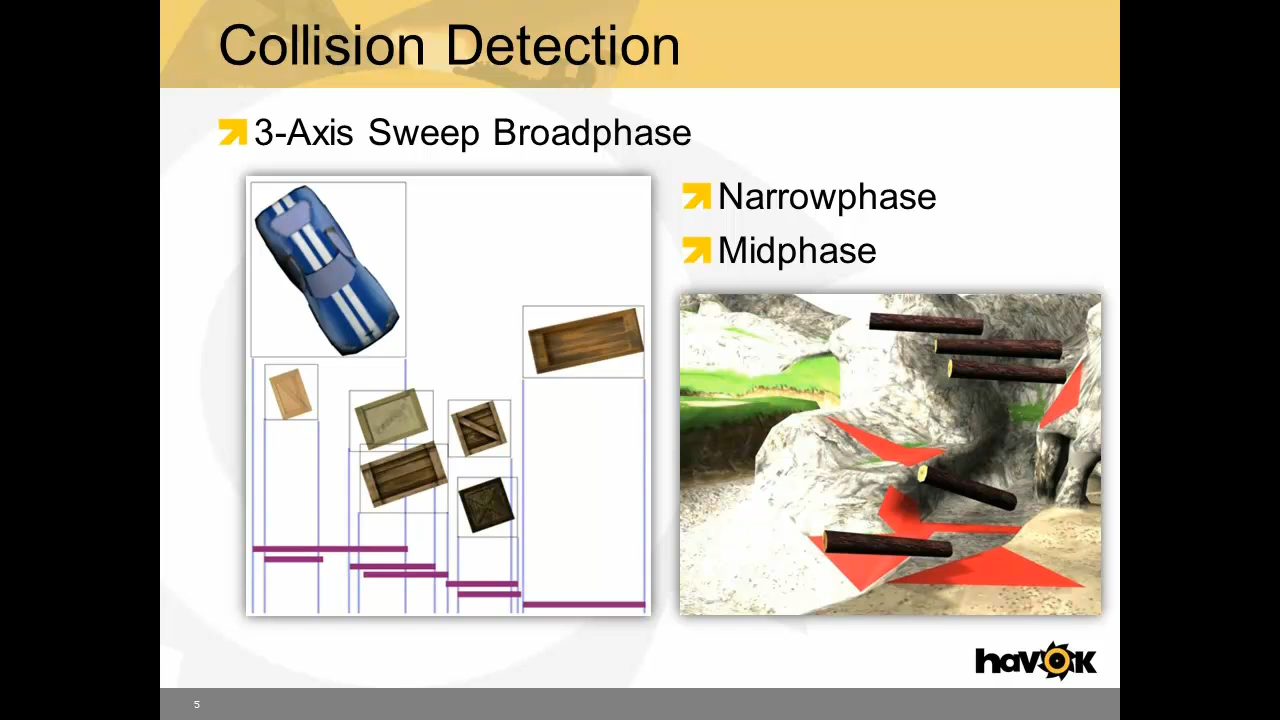 Collision Detection
3-Axis Sweep Broadphase
Narrowphase
Midphase
havok
5